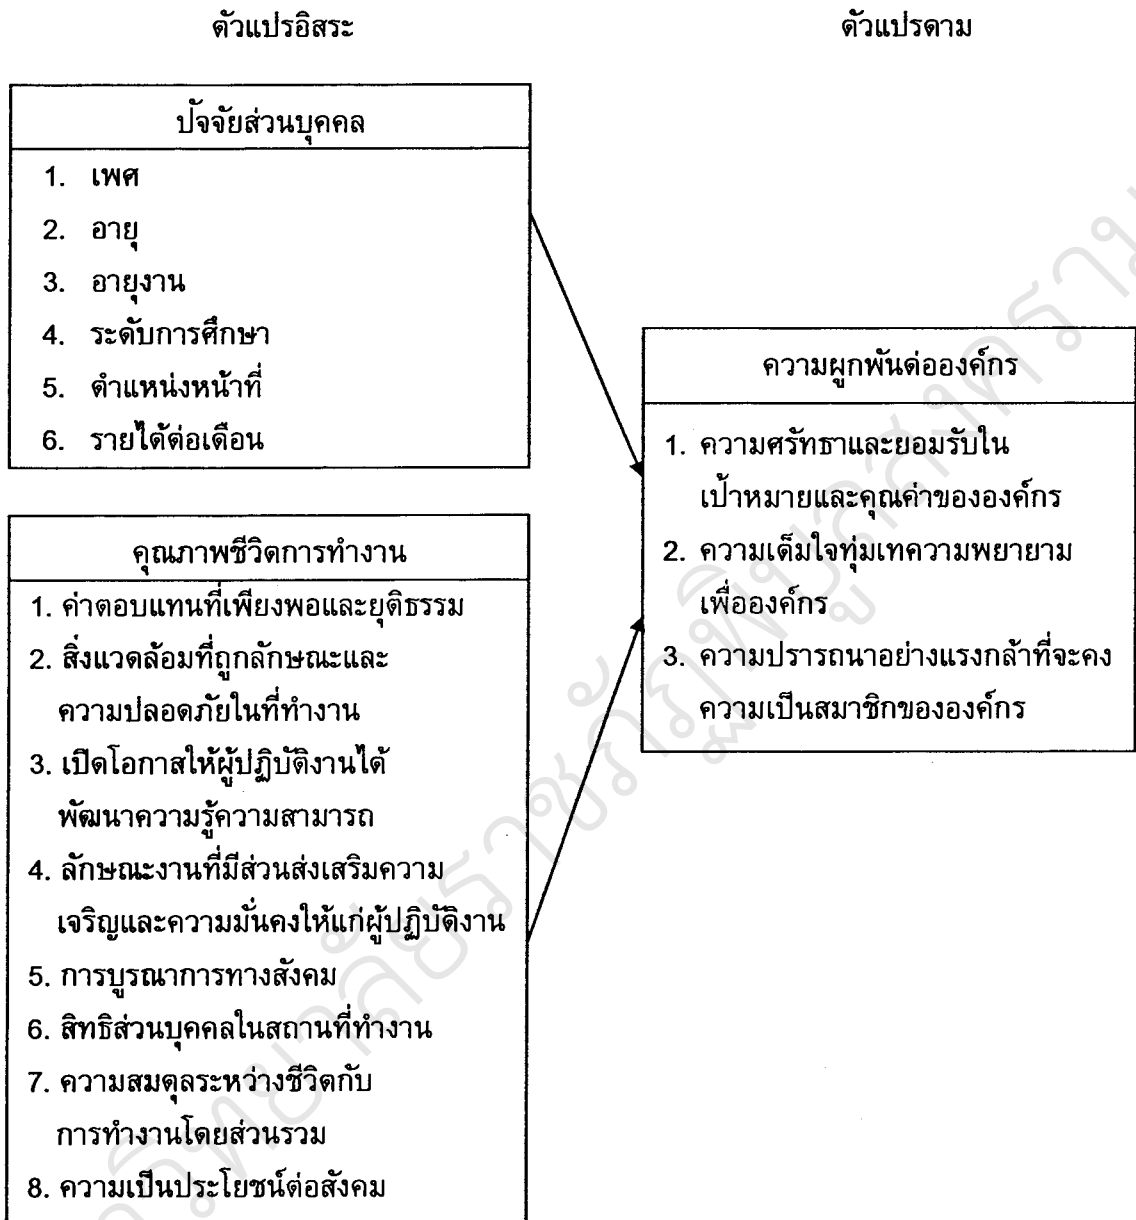 ตัวแปรอิสระ
ตัวแปรตาม
ปัจจัยส่วนบุคคล
1. เพศ
2. อายุ
3. อายุงาน
4. ระดับการศึกษา
5. ตำแหน่งหน้าที่
6. รายได้ต่อเดือน
คุณภาพชีวิตการทำงาน
1. ค่าตอบแทนที่เพียงพอและยุติธรรม
2. สิ่งแวดล้อมที่ถูกลักษณะและ
ความปลอดภัยในที่ทำงาน
3. เปิดโอกาสให้ผู้ปฏิบัติงานได้
พัฒนาความรู้ความสามารถ
4. ลักษณะงานที่มีส่วนส่งเสริมความ
เจริญและความมั่นคงให้แก่ผู้ปฏิบัติงาน
5. การบูรณาการทางสังคม
6. สิทธิส่วนบุคคลในสถานที่ทำงาน
7. ความสมดุลระหว่างชีวิตกับ
การทำงานโดยส่วนรวม
8. ความเป็นประโยชน์ต่อสังคม
ความผูกพันต่อองค์กร
1. ความศรัทธาและยอมรับใน
เป้าหมายและคุณค่าขององค์กร
2. ความเต็มใจทุ่มเทความพยายาม
เพื่อองค์กร
3. ความปรารถนาอย่างแรงกล้าที่จะคง
ความเป็นสมาชิกขององค์กร